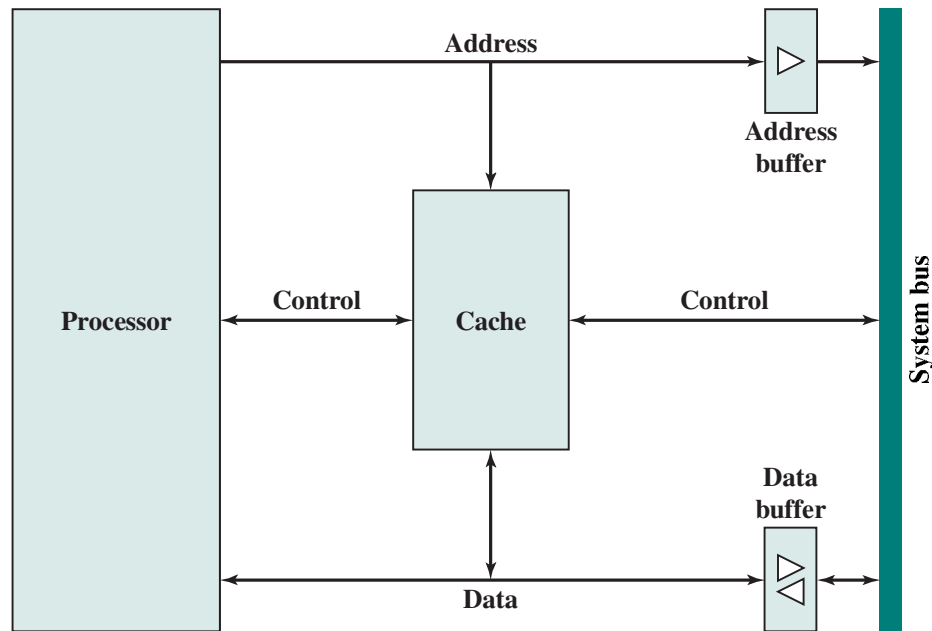 Address
Address
buffer
Processor
Control
Cache
Control
System bus
Data
buffer
Data